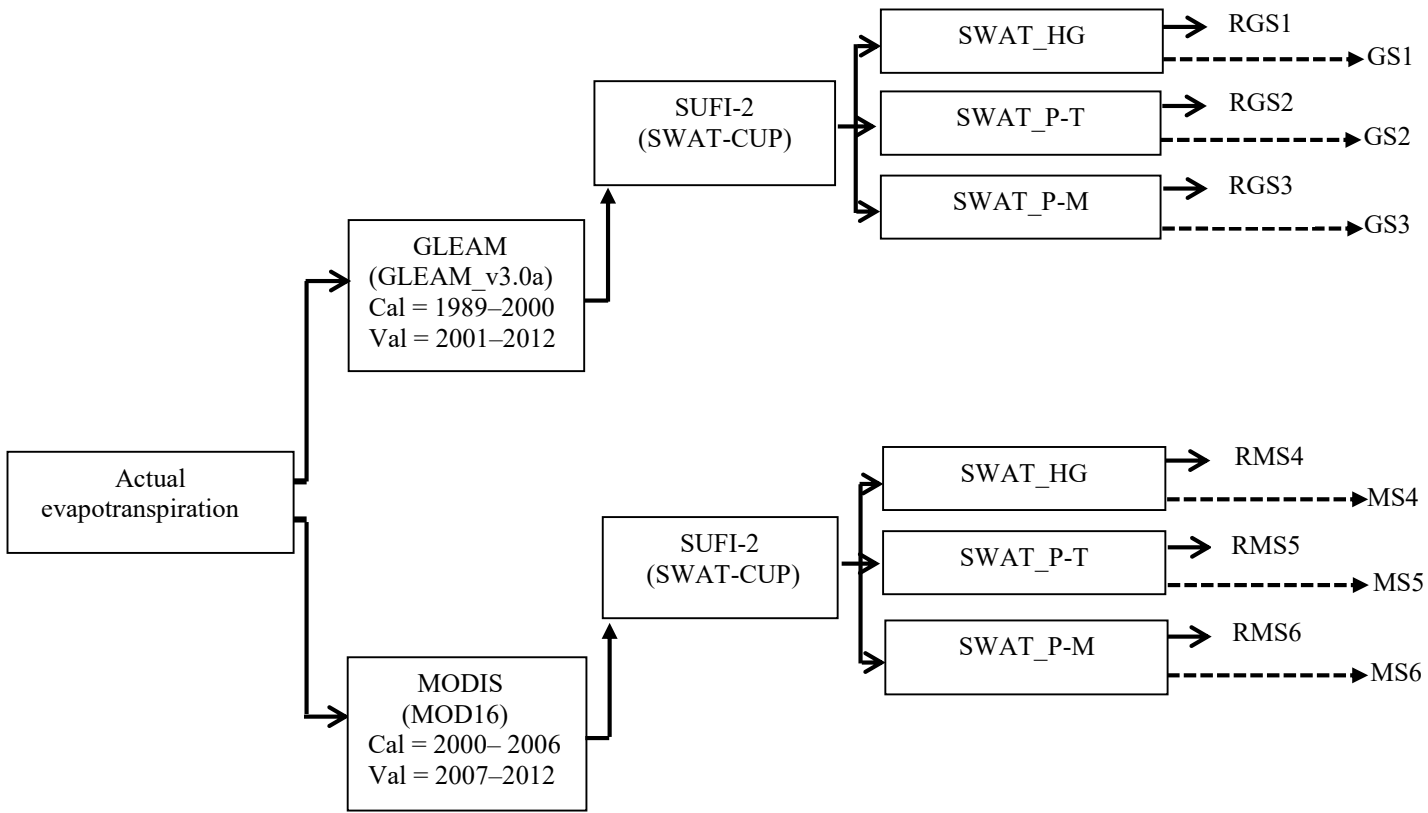 Actual
evapotranspiration
GLEAM
(GLEAM_v3.0a)
Cal = 1989–2000
Val = 2001–2012
SUFI-2
(SWAT-CUP)
SWAT_HG
RGS1
GS1
SWAT_P-T
RGS2
GS2
SWAT_P-M
RGS3
GS3
MODIS
(MOD16)
Cal = 2000– 2006
Val = 2007–2012
SUFI-2
(SWAT-CUP)
SWAT_HG
RMS4
MS4
SWAT_P-T
RMS5
MS5
SWAT_P-M
RMS6
MS6